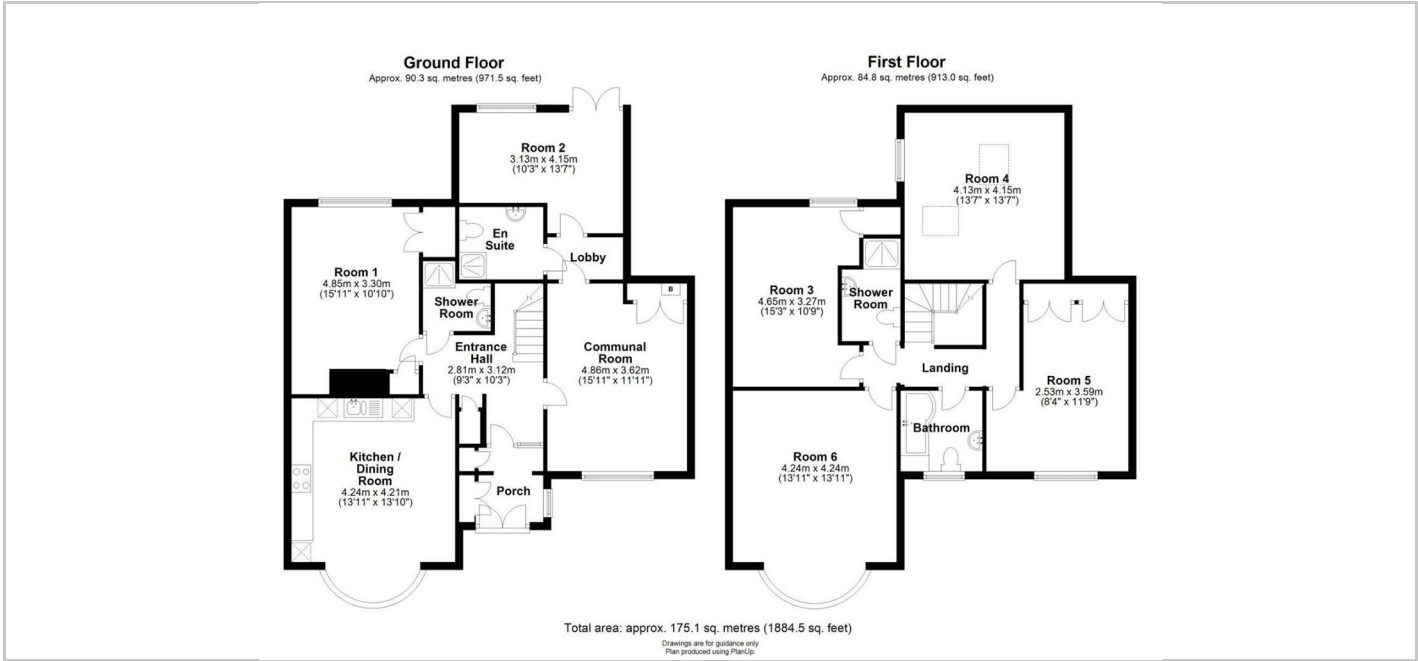 Ground Floor
Approx. 90.3 sq. metres (971.5 sq. feet)
Room 2
3.13m x 4.15m
(10'3" x 13'7")
En
Suite
Lobby
Room 1
4.85m x 3.30m
(15'11" x 10'10")
Shower
Room
Entrance
Hall
2.81m x 3.12m
(9'3" x 10'3")
B
Communal
Room
4.86m x 3.62m
(15'11" x 11'11")
Kitchen /
Dining
Room
4.24m x 4.21m
(13'11" x 13'10")
Porch
First Floor
Approx. 84.8 sq. metres (913.0 sq. feet)
Room 4
4.13m x 4.15m
(13'7" x 13'7")
Room 3
4.65m x 3.27m
(15'3" x 10'9")
Shower
Room
Landing
Room 5
2.53m x 3.59m
(8'4" x 11'9")
Bathroom
Room 6
4.24m x 4.24m
(13'11" x 13'11")
Total area: approx. 175.1 sq. metres (1884.5 sq. feet)
Drawings are for guidance only
Plan produced using PlanUp.